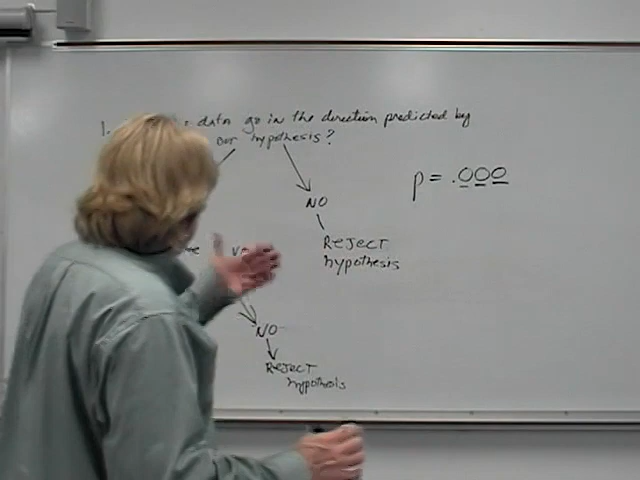 1. data go in the direction predicted by
our hypothesis?
p = .000
NO
Reject
hypothesis
NO
Reject
hypothesis